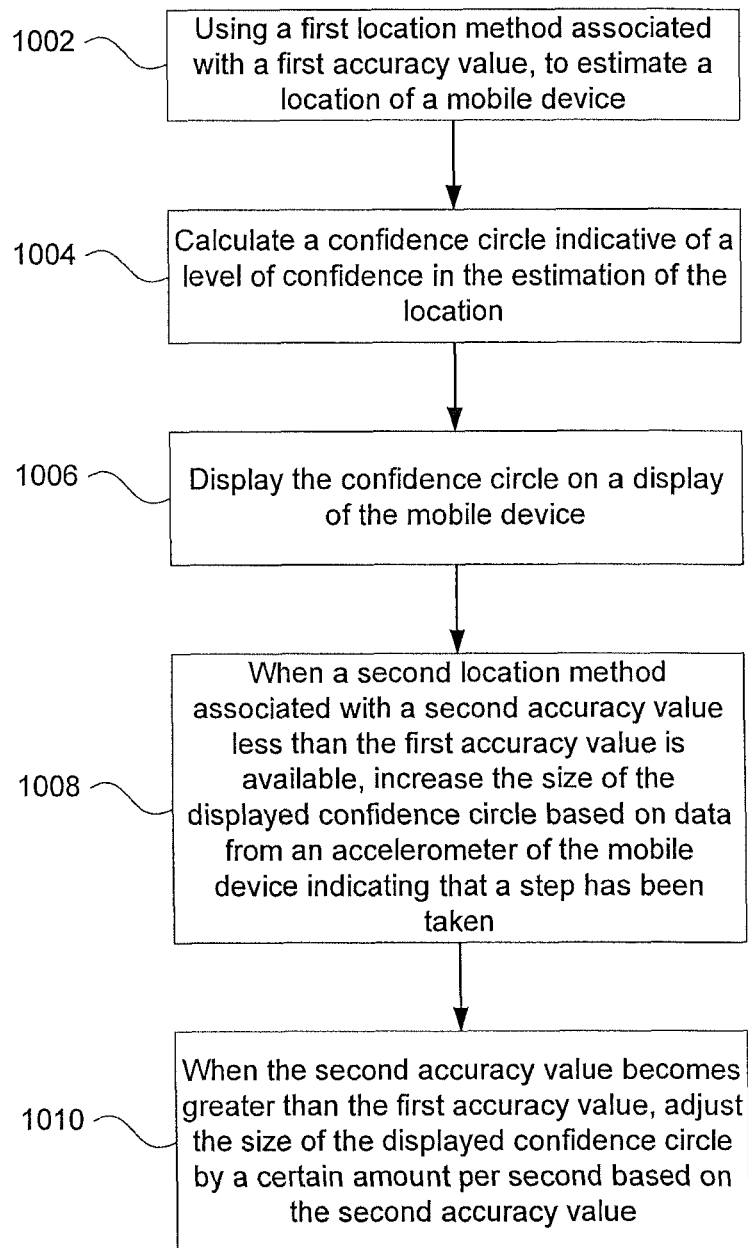 1002
Using a first location method associated
with a first accuracy value, to estimate a
location of a mobile device
1004
Calculate a confidence circle indicative of a
level of confidence in the estimation of the
location
1006
Display the confidence circle on a display
of the mobile device
1008
When a second location method
associated with a second accuracy value
less than the first accuracy value is
available, increase the size of the
displayed confidence circle based on data
from an accelerometer of the mobile
device indicating that a step has been
taken
1010
When the second accuracy value becomes
greater than the first accuracy value, adjust
the size of the displayed confidence circle
by a certain amount per second based on
the second accuracy value